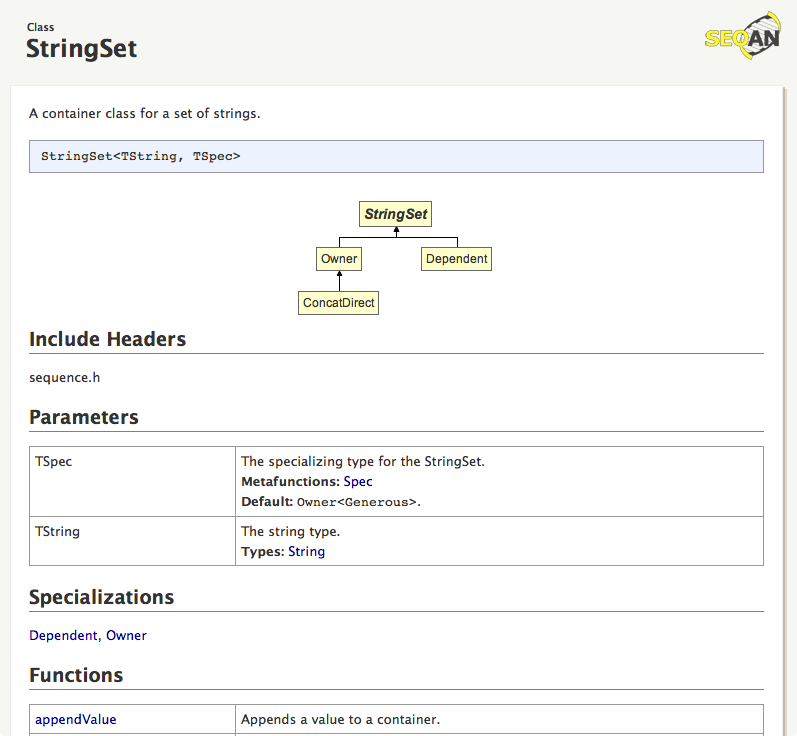 Class
StringSet
SEQAN
A container class for a set of strings.
StringSet<TString, TSpec>
StringSet
Owner
Dependent
ConcatDirect
Include Headers
sequence.h
Parameters
TSpec
The specializing type for the StringSet.
Metafunctions: Spec
Default: Owner<Generous>.
TString
The string type.
Types: String
Specializations
Dependent, Owner
Functions
appendValue
Appends a value to a container.